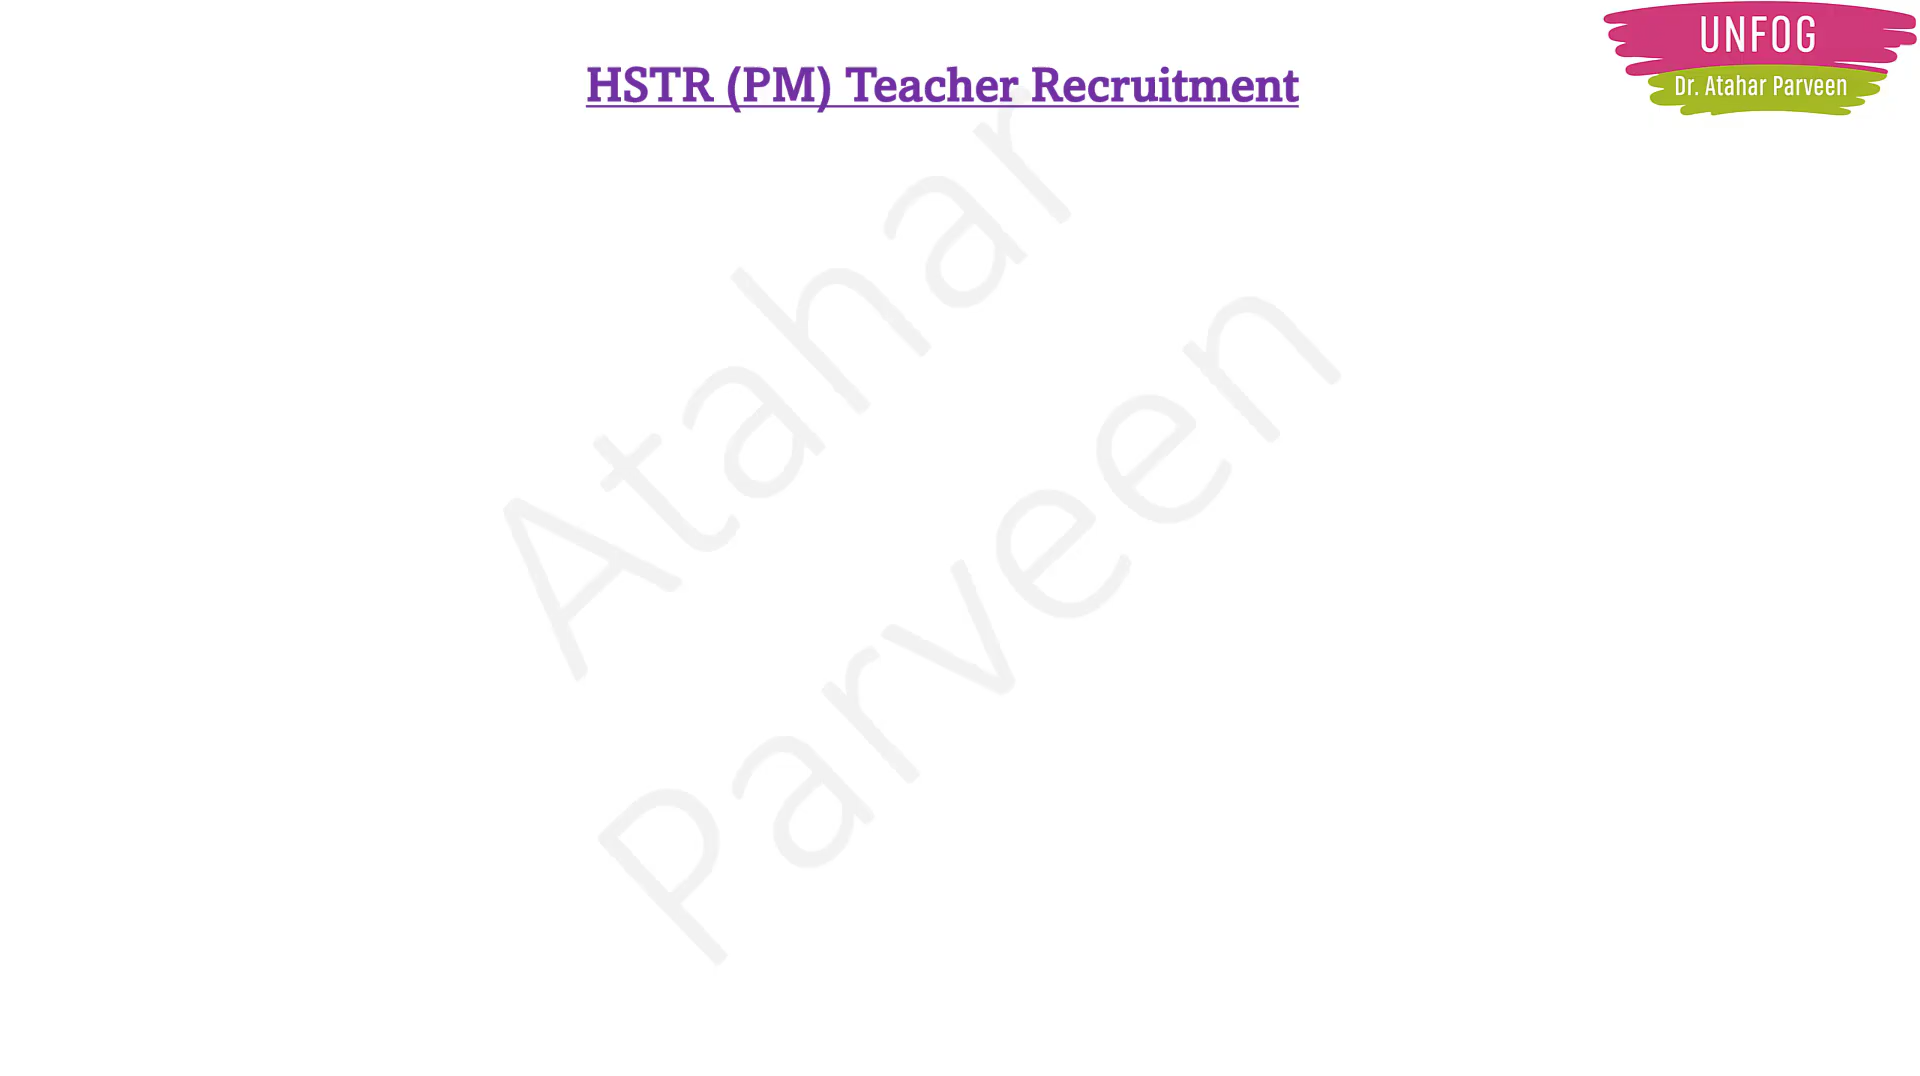 HSTR (PM) Teacher Recruitment
UNFOG
Dr. Atahar Parveen
Atahar
Parveen